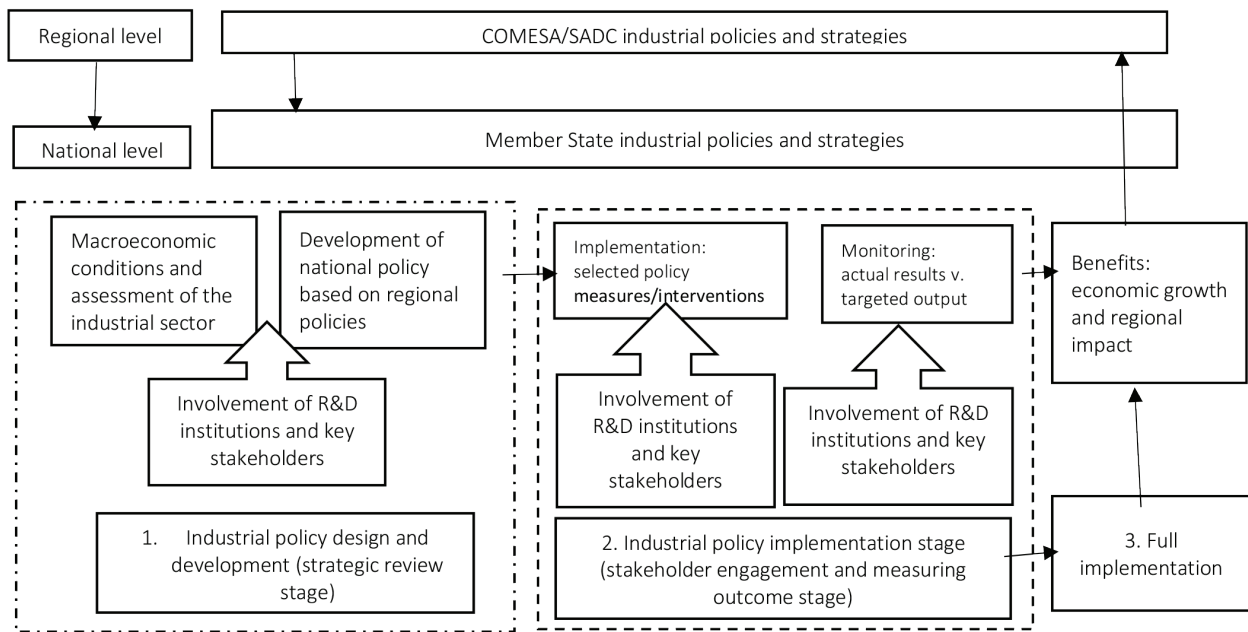 Regional level
COMESA/SADC industrial policies and strategies
National level
Member State industrial policies and strategies
Macroeconomic
conditions and
assessment of the
industrial sector
Development of
national policy
based on regional
policies
Implementation:
selected policy
measures/interventions
Monitoring:
actual results v.
targeted output
Benefits:
economic growth
and regional
impact
Involvement of R&D
institutions and key
stakeholders
Involvement of
R&D institutions
and key
stakeholders
Involvement of R&D
institutions and key
stakeholders
1. Industrial policy design and
development (strategic review
stage)
2. Industrial policy implementation stage
(stakeholder engagement and measuring
outcome stage)
3. Full
implementation